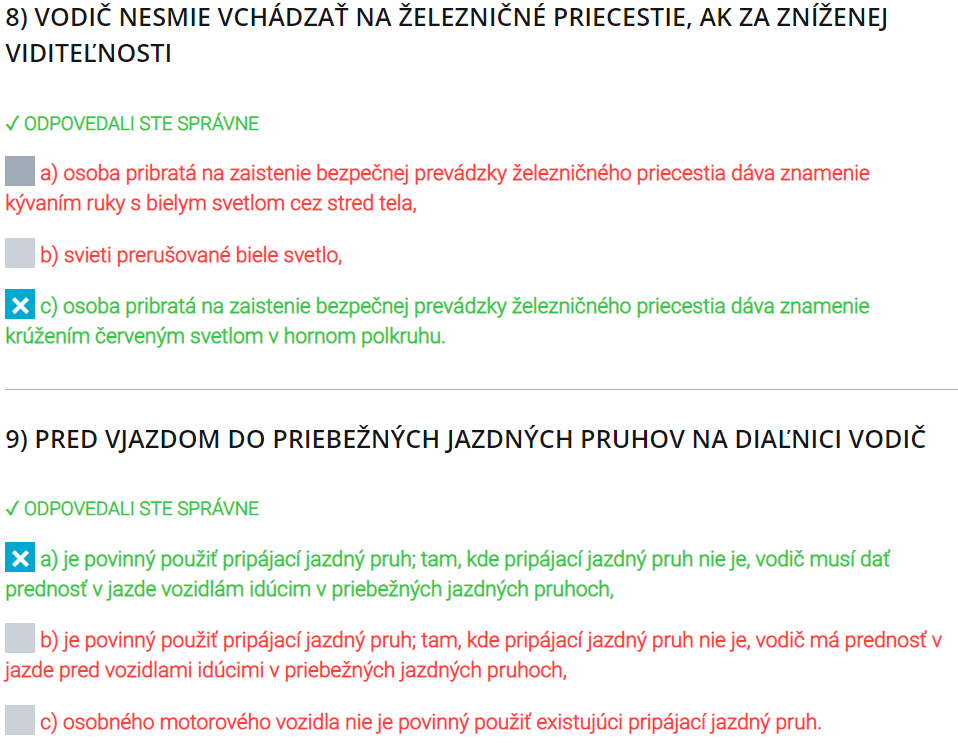 8) VODIČ NESMIE VCHÁDZAŤ NA ŽELEZNIČNÉ PRIECESTIE, AK ZA ZNÍŽENEJ
VIDITEĽNOSTI
✓ ODPOVEDALI STE SPRÁVNE
a) osoba pribratá na zaistenie bezpečnej prevádzky železničného priecestia dáva znamenie
kývaním ruky s bielym svetlom cez stred tela,
b) svieti prerušované biele svetlo,
c) osoba pribratá na zaistenie bezpečnej prevádzky železničného priecestia dáva znamenie
krúžením červeným svetlom v hornom polkruhu.
9) PRED VJAZDOM DO PRIEBEŽNÝCH JAZDNÝCH PRUHOV NA DIAĽNICI VODIČ
✓ ODPOVEDALI STE SPRÁVNE
a) je povinný použiť pripájací jazdný pruh; tam, kde pripájací jazdný pruh nie je, vodič musí dať
prednosť v jazde vozidlám idúcim v priebežných jazdných pruhoch,
b) je povinný použiť pripájací jazdný pruh; tam, kde pripájací jazdný pruh nie je, vodič má prednosť v
jazde pred vozidlami idúcimi v priebežných jazdných pruhoch,
c) osobného motorového vozidla nie je povinný použiť existujúci pripájací jazdný pruh.